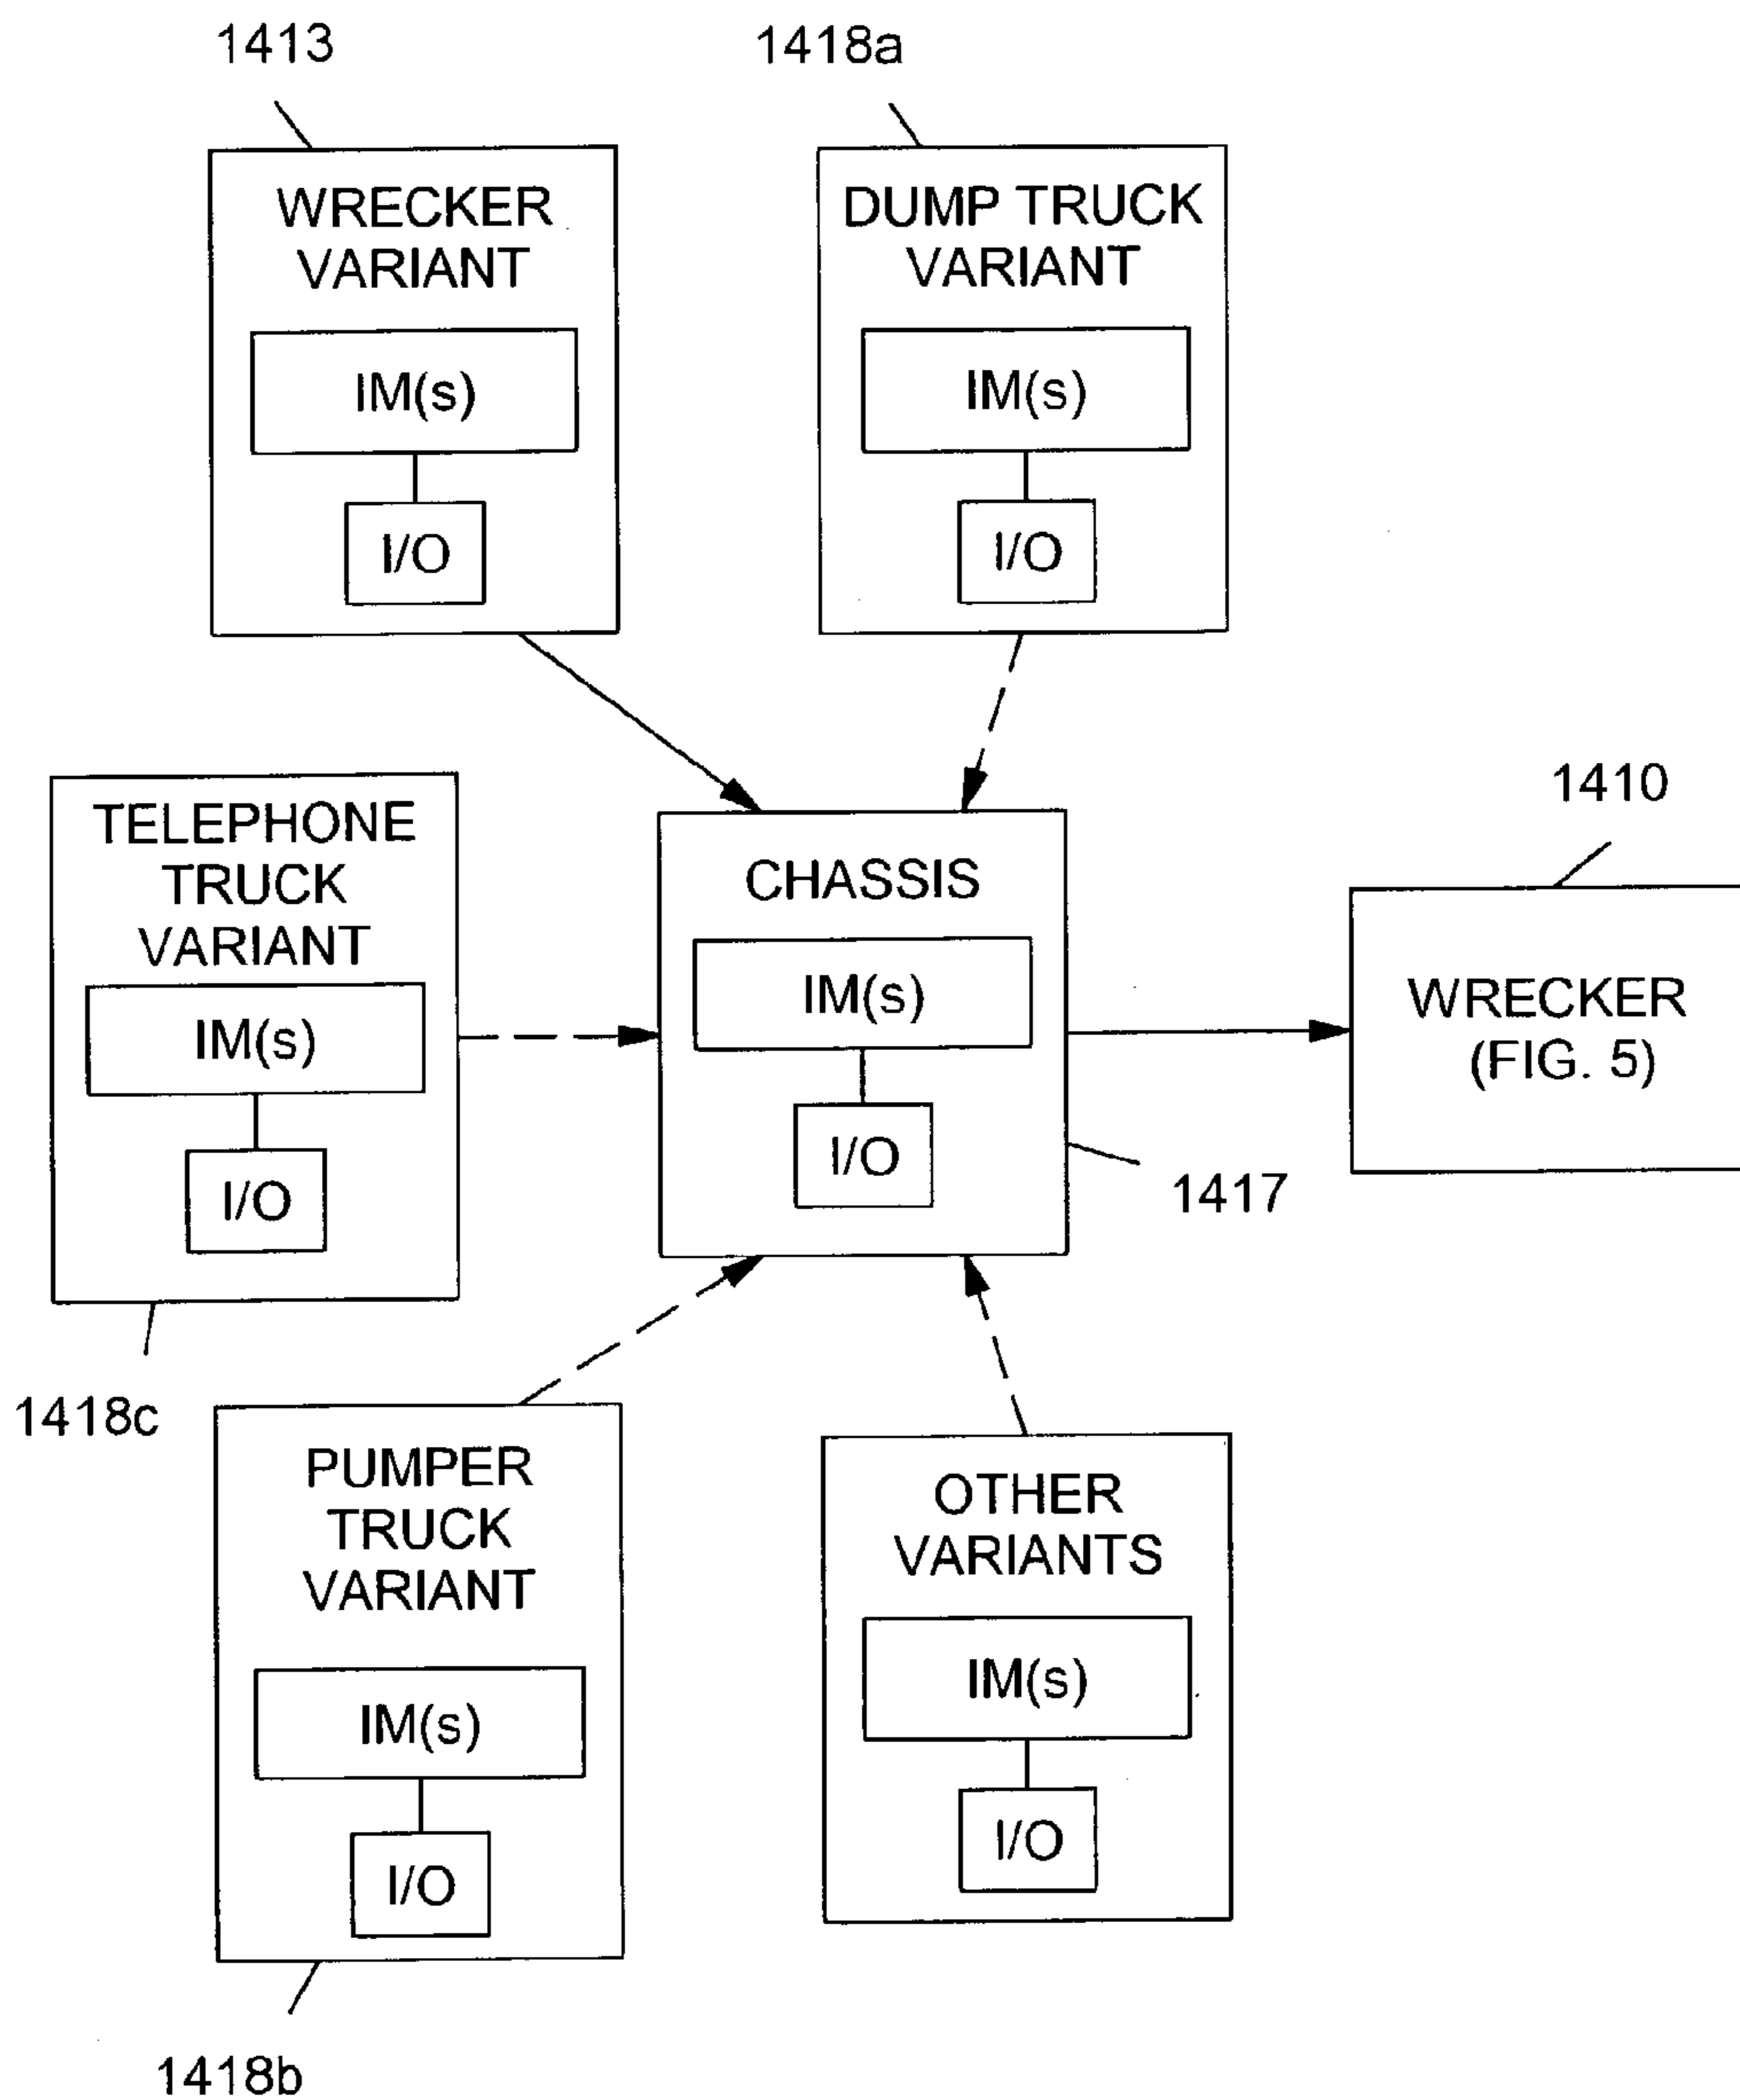 1413
1418a
WRECKER
VARIANT
IM(s)
I/O
DUMP TRUCK
VARIANT
IM(s)
I/O
TELEPHONE
TRUCK
VARIANT
IM(s)
I/O
1418c
CHASSIS
IM(s)
I/O
1417
1410
WRECKER
(FIG. 5)
PUMPER
TRUCK
VARIANT
IM(s)
I/O
1418b
OTHER
VARIANTS
IM(s)
I/O